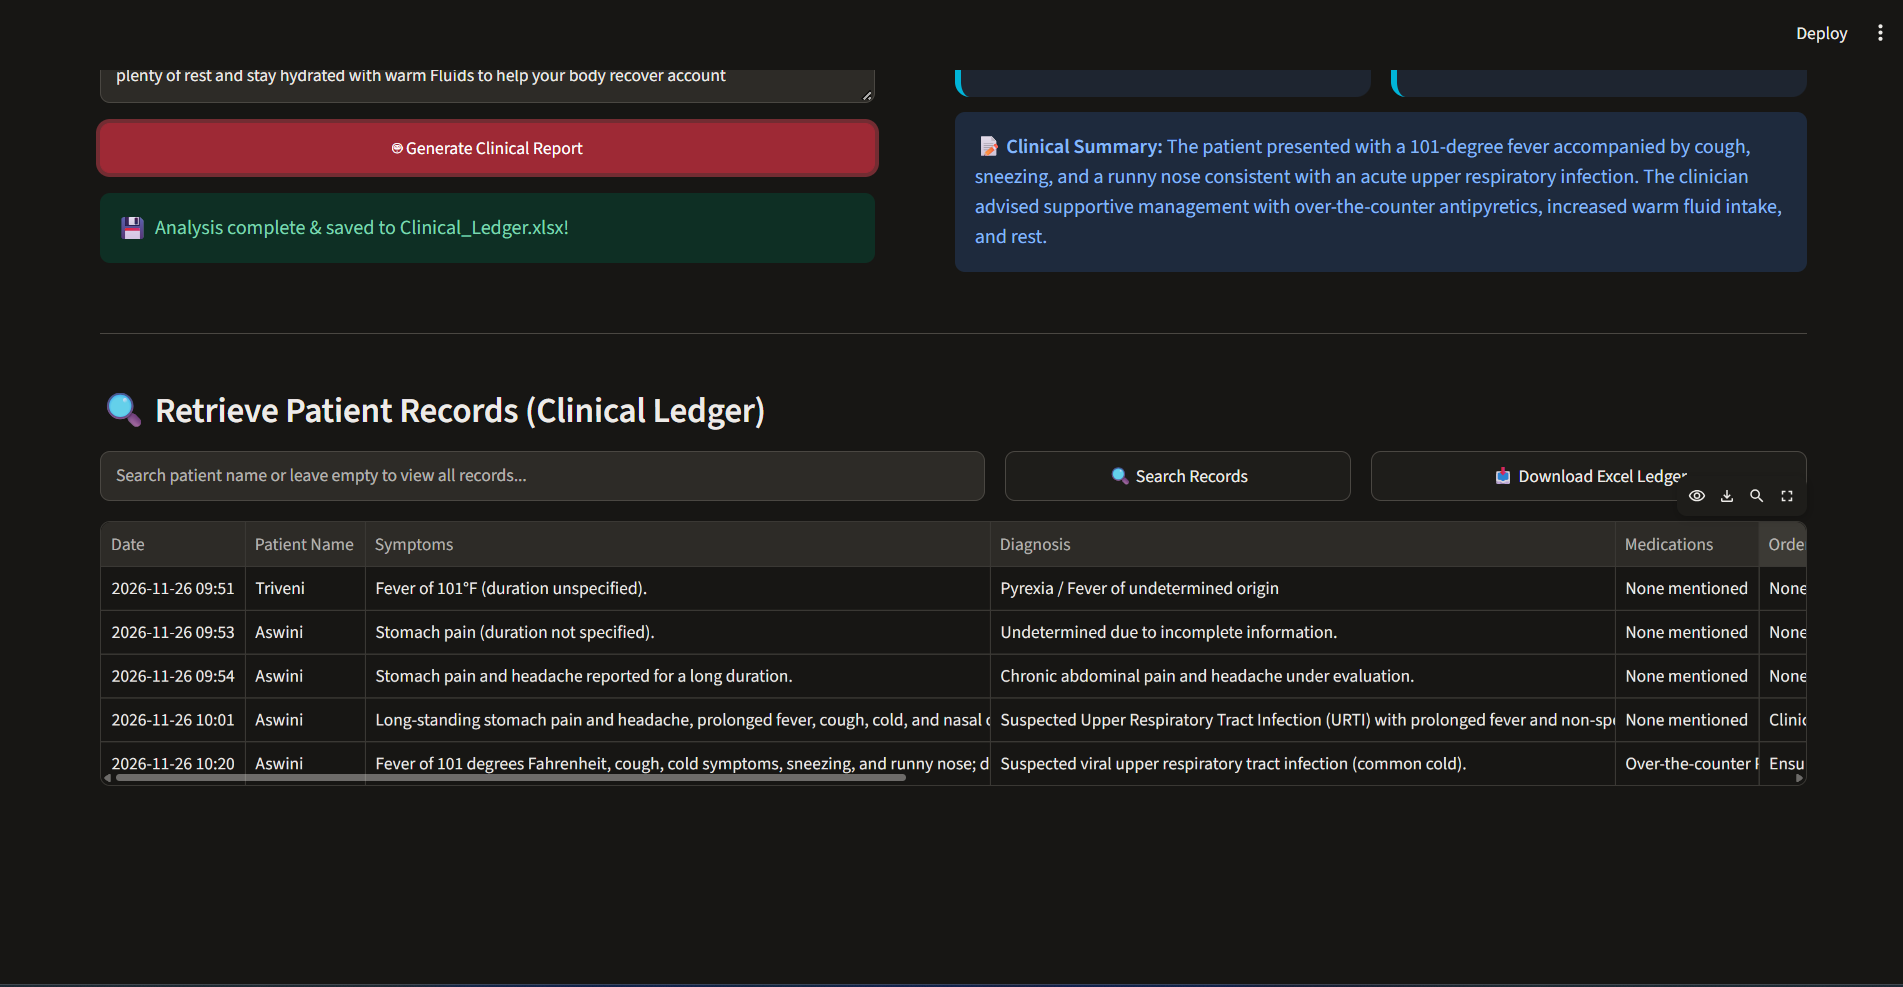 Deploy
plenty of rest and stay hydrated with warm Fluids to help your body recover account
Generate Clinical Report
Analysis complete & saved to Clinical_Ledger.xlsx!
Clinical Summary: The patient presented with a 101-degree fever accompanied by cough,
sneezing, and a runny nose consistent with an acute upper respiratory infection. The clinician
advised supportive management with over-the-counter antipyretics, increased warm fluid intake,
and rest.
Retrieve Patient Records (Clinical Ledger)
Search patient name or leave empty to view all records...
Search Records
Download Excel Ledger
Date Patient Name Symptoms Diagnosis Medications Orde
2026-11-26 09:51 Triveni Fever of 101°F (duration unspecified). Pyrexia / Fever of undetermined origin None mentioned None
2026-11-26 09:53 Aswini Stomach pain (duration not specified). Undetermined due to incomplete information. None mentioned None
2026-11-26 09:54 Aswini Stomach pain and headache reported for a long duration. Chronic abdominal pain and headache under evaluation. None mentioned None
2026-11-26 10:01 Aswini Long-standing stomach pain and headache, prolonged fever, cough, cold, and nasal Suspected Upper Respiratory Tract Infection (URTI) with prolonged fever and non-spe None mentioned Clinic
2026-11-26 10:20 Aswini Fever of 101 degrees Fahrenheit, cough, cold symptoms, sneezing, and runny nose; d Suspected viral upper respiratory tract infection (common cold). Over-the-counter Ensu